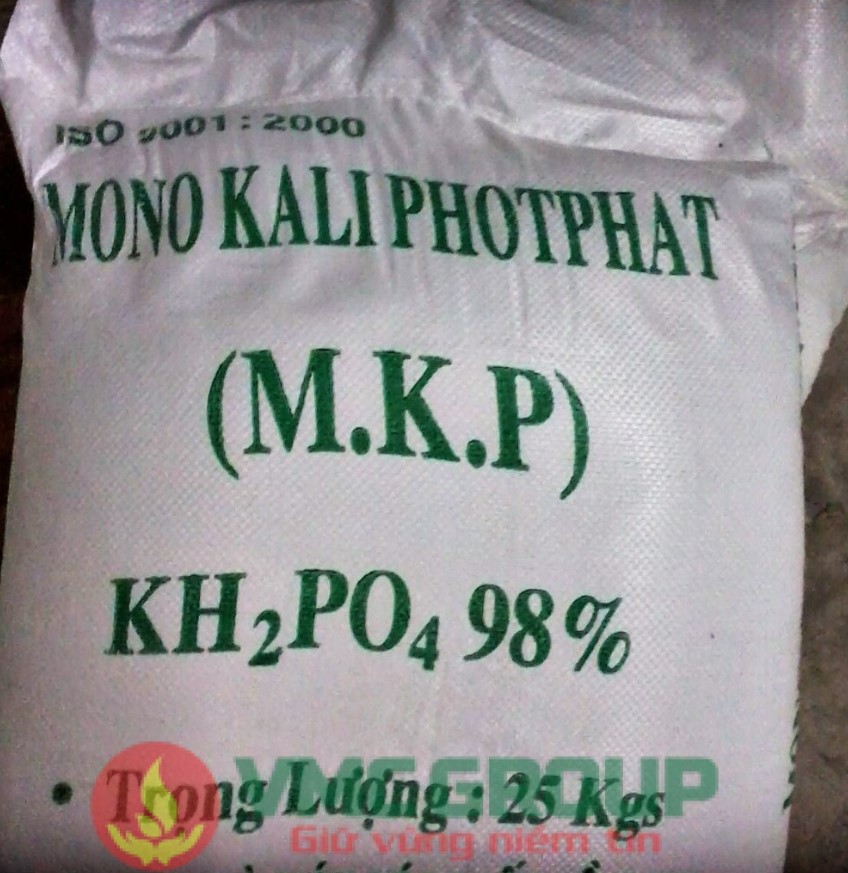 ISO 9001 : 2000
MONO KALI PHOTPHAT
(M.K.P)
KH₂PO₄ 98%
VMCGROUP
• Trọng Lượng : 25 Kgs
Giữ vững niềm tin